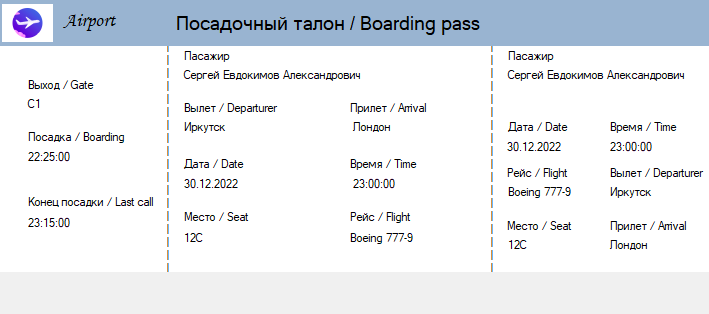 Airport
Посадочный талон / Boarding pass
Выход / Gate
C1
Посадка / Boarding
22:25:00
Конец посадки / Last call
23:15:00
Пасажир
Сергей Евдокимов Александрович
Вылет / Departurer
Прилет / Arrival
Иркутск
Лондон
Дата / Date
Время / Time
30.12.2022
23:00:00
Место / Seat
Рейс / Flight
12C
Boeing 777-9
Пасажир
Сергей Евдокимов Александрович
Дата / Date
Время / Time
30.12.2022
23:00:00
Рейс / Flight
Вылет / Departurer
Boeing 777-9
Иркутск
Место / Seat
Прилет / Arrival
12C
Лондон